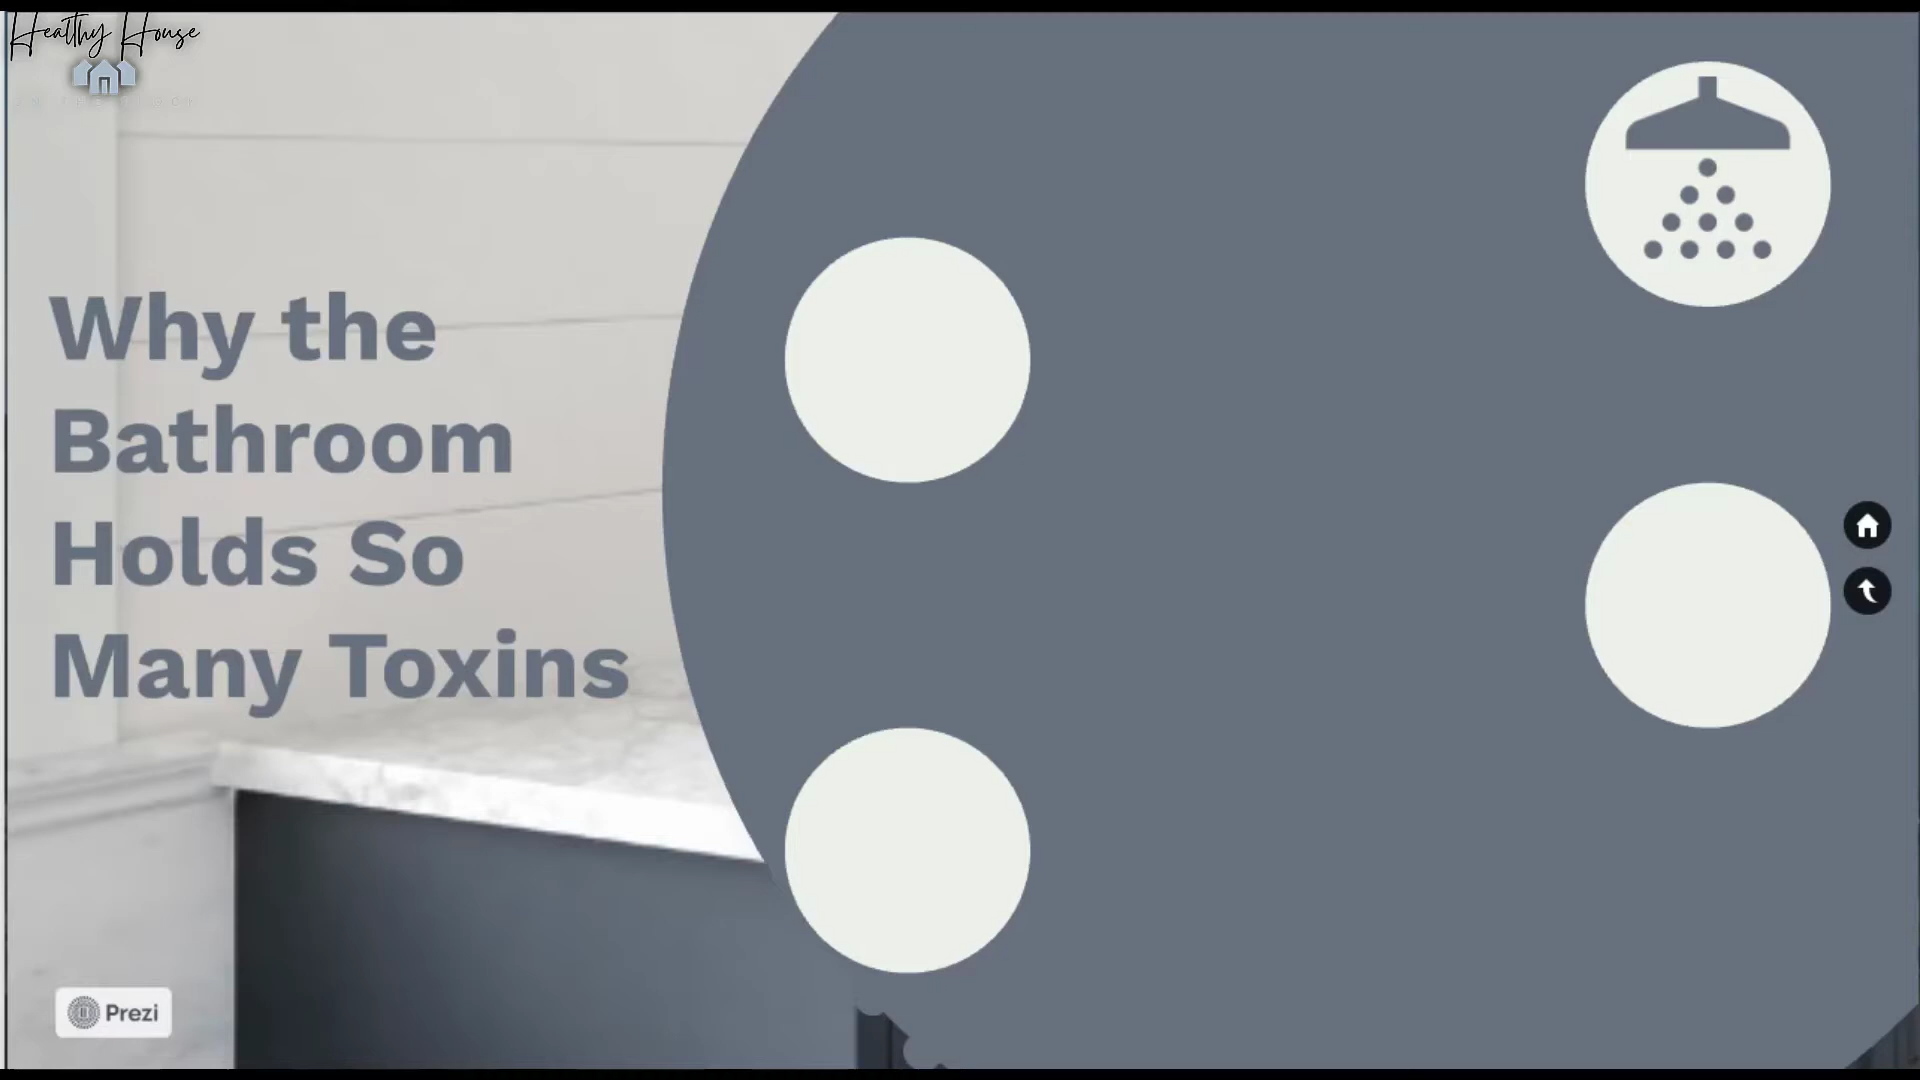 Healthy House
Why the
Bathroom
Holds So
Many Toxins
Prezi